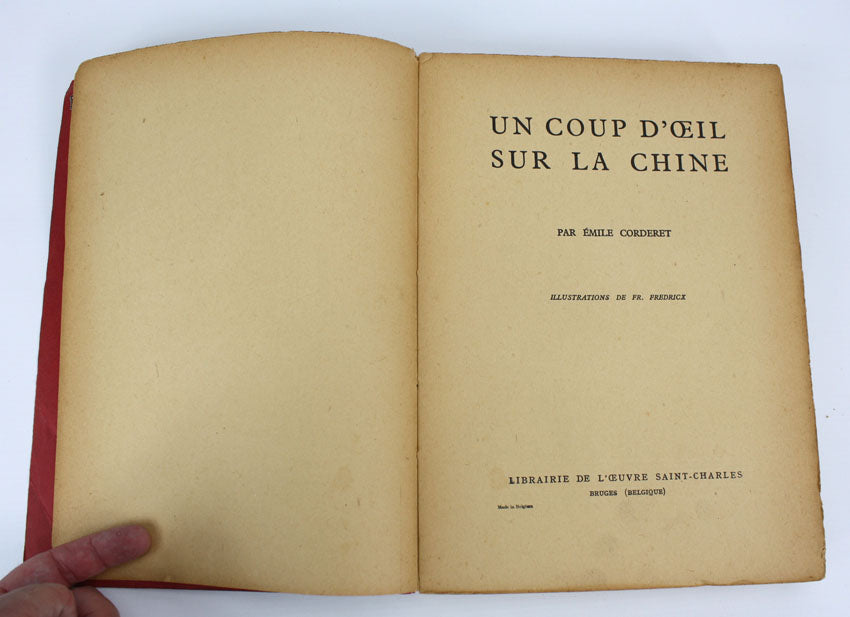 UN COUP D'ŒIL
SUR LA CHINE
PAR ÉMILE CORDERET
ILLUSTRATIONS DE FR. FREDRICX
LIBRAIRIE DE L'ŒUVRE SAINT-CHARLES
BRUGES (BELGIQUE)
Made in Belgium